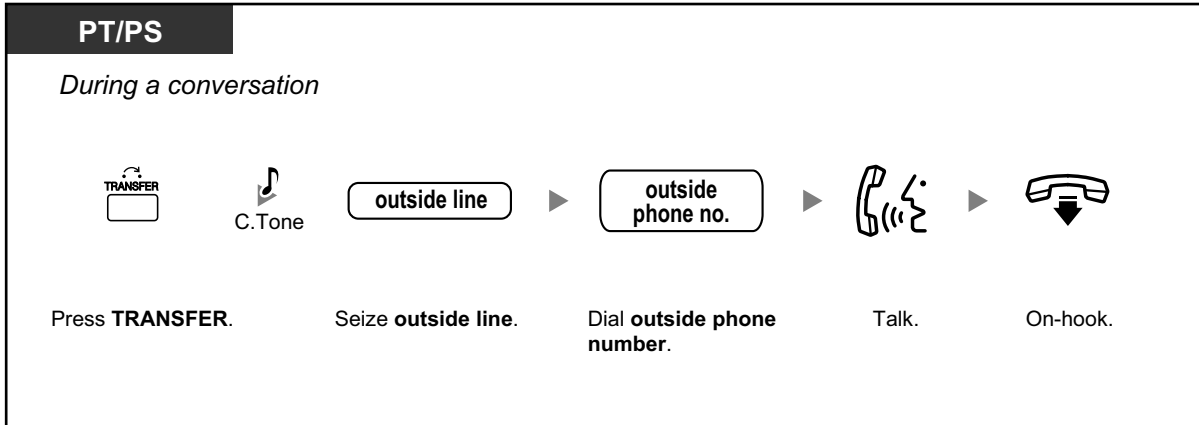 PT/PS
During a conversation
TRANSFER
C.Tone
outside line
outside
phone no.
Press TRANSFER.
Seize outside line.
Dial outside phone
number.
Talk.
On-hook.